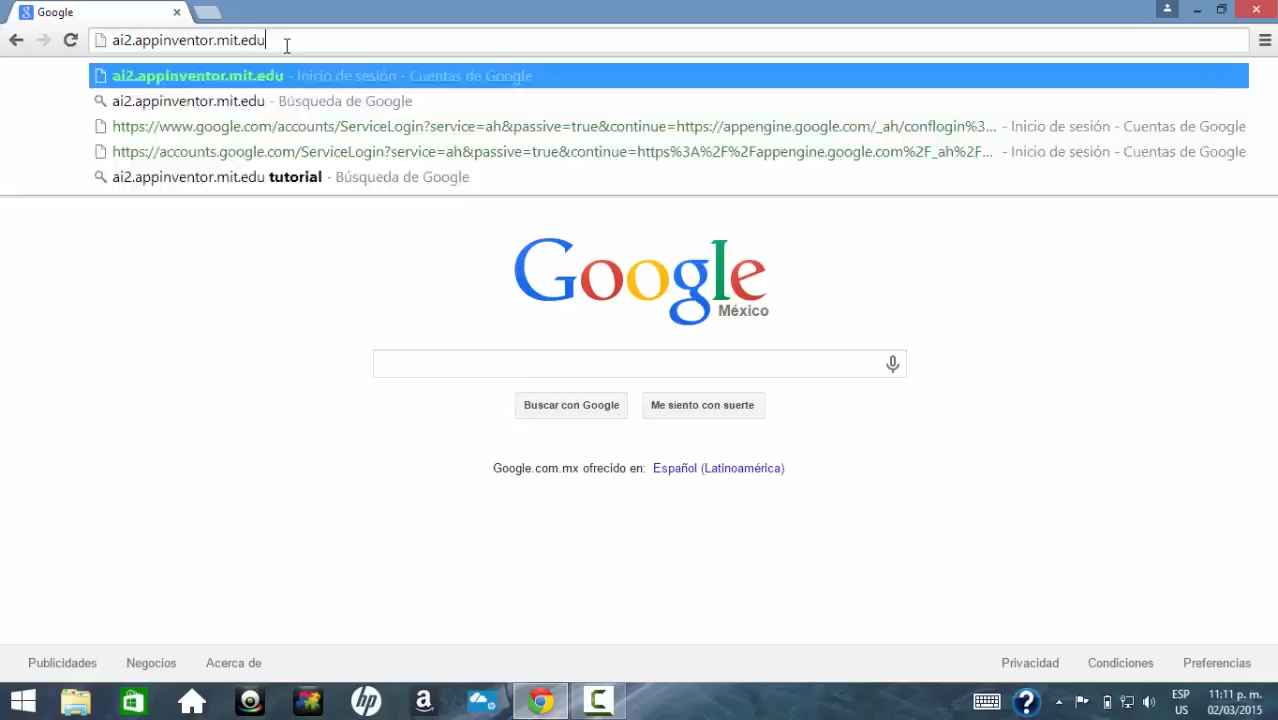 Google
ai2.appinventor.mit.edu
ai2.appinventor.mit.edu - Inicio de sesión - Cuentas de Google
ai2.appinventor.mit.edu - Búsqueda de Google
https://www.google.com/accounts/ServiceLogin?service=ah&passive=true&continue=https://appengine.google.com/_ah/conflogin%3... - Inicio de sesión - Cuentas de Google
https://accounts.google.com/ServiceLogin?service=ah&passive=true&continue=https%3A%2F%2Fappengine.google.com%2F_ah%2F... - Inicio de sesión - Cuentas de Google
ai2.appinventor.mit.edu tutorial - Búsqueda de Google
Google
México
Buscar con Google Me siento con suerte
Google.com.mx ofrecido en: Español (Latinoamérica)
Publicidades Negocios Acerca de Privacidad Condiciones Preferencias
ESP 11:11 p. m.
US 02/03/2015